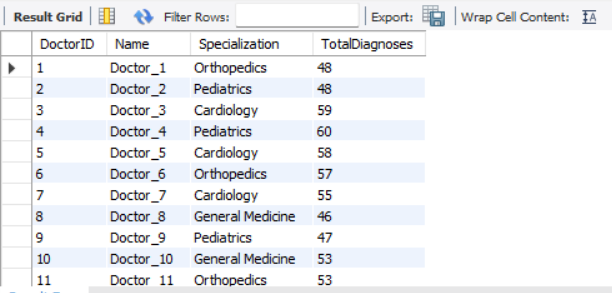 Result Grid Filter Rows: Export: Wrap Cell Content: IA
DoctorID Name Specialization TotalDiagnoses
1 Doctor_1 Orthopedics 48
2 Doctor_2 Pediatrics 48
3 Doctor_3 Cardiology 59
4 Doctor_4 Pediatrics 60
5 Doctor_5 Cardiology 58
6 Doctor_6 Orthopedics 57
7 Doctor_7 Cardiology 55
8 Doctor_8 General Medicine 46
9 Doctor_9 Pediatrics 47
10 Doctor_10 General Medicine 53
11 Doctor_11 Orthopedics 53